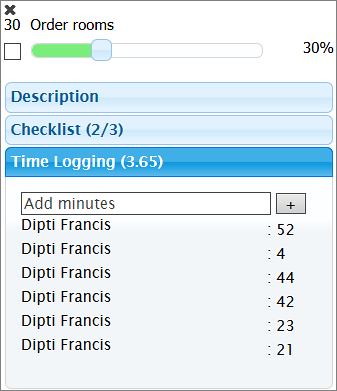 30 Order rooms
30%
Description
Checklist (2/3)
Time Logging (3.65)
Add minutes +
Dipti Francis : 52
Dipti Francis : 4
Dipti Francis : 44
Dipti Francis : 42
Dipti Francis : 23
Dipti Francis : 21